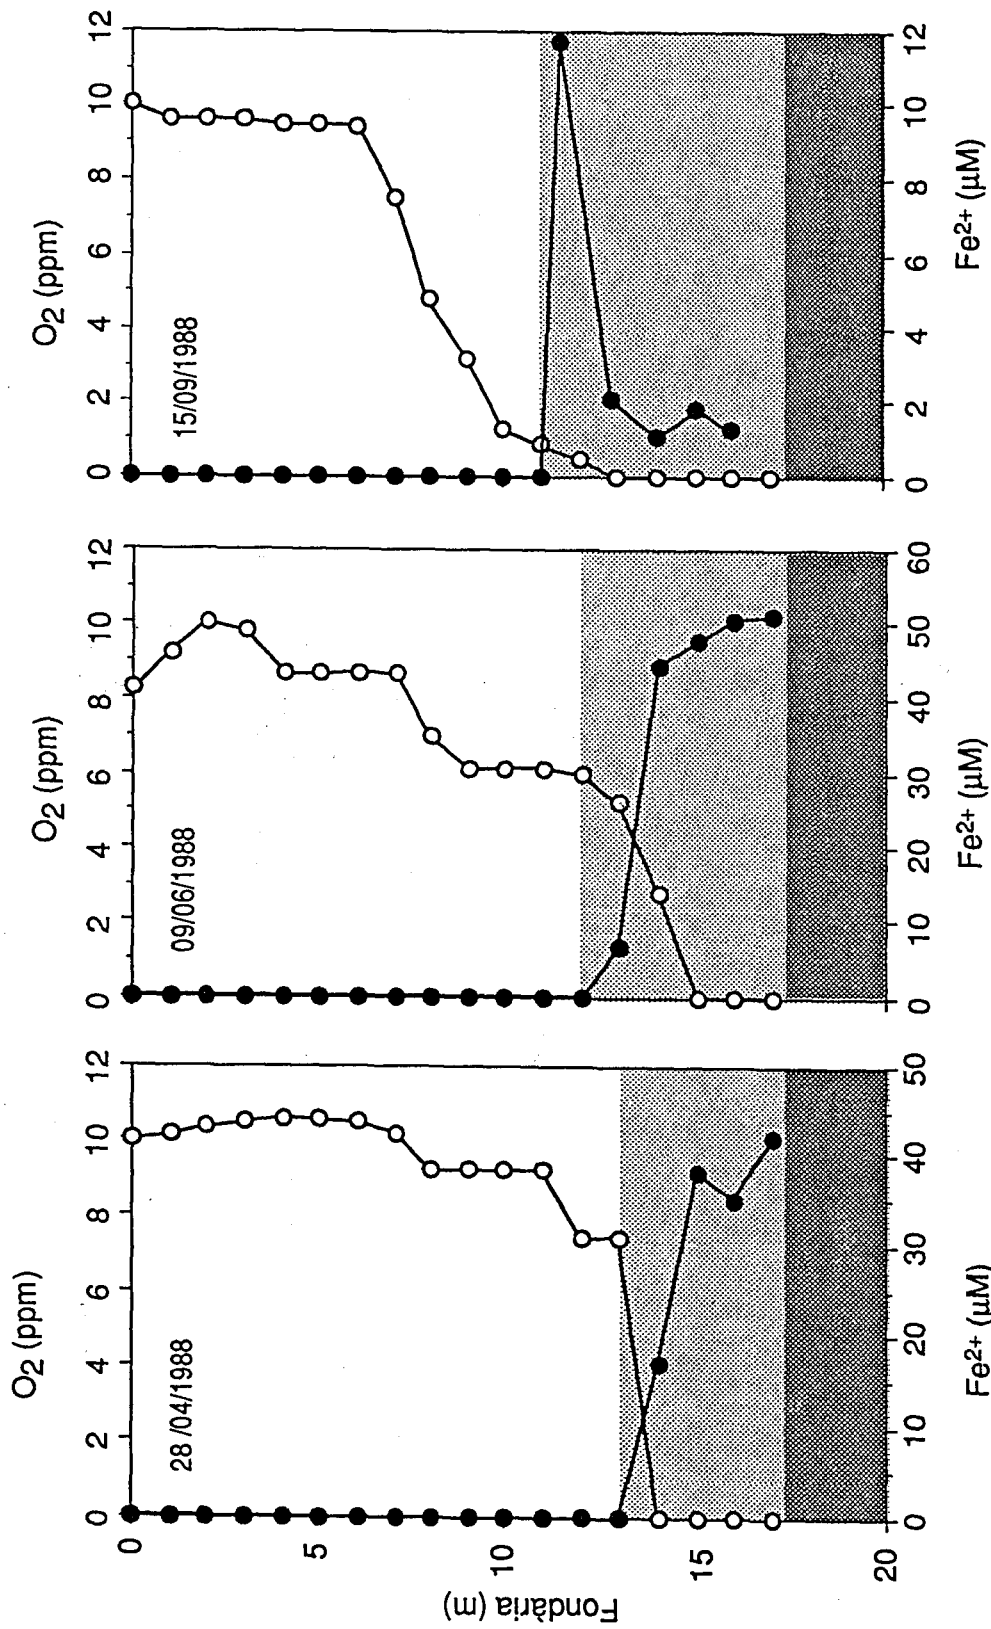 O2 (ppm)
0 2 4 6 8 10 12
28 /04/1988
Fondària (m)
0
5
10
15
20
0 10 20 30 40 50
Fe2+ (µM)
O2 (ppm)
0 2 4 6 8 10 12
09/06/1988
0 10 20 30 40 50 60
Fe2+ (µM)
O2 (ppm)
0 2 4 6 8 10 12
15/09/1988
0 2 4 6 8 10 12
Fe2+ (µM)